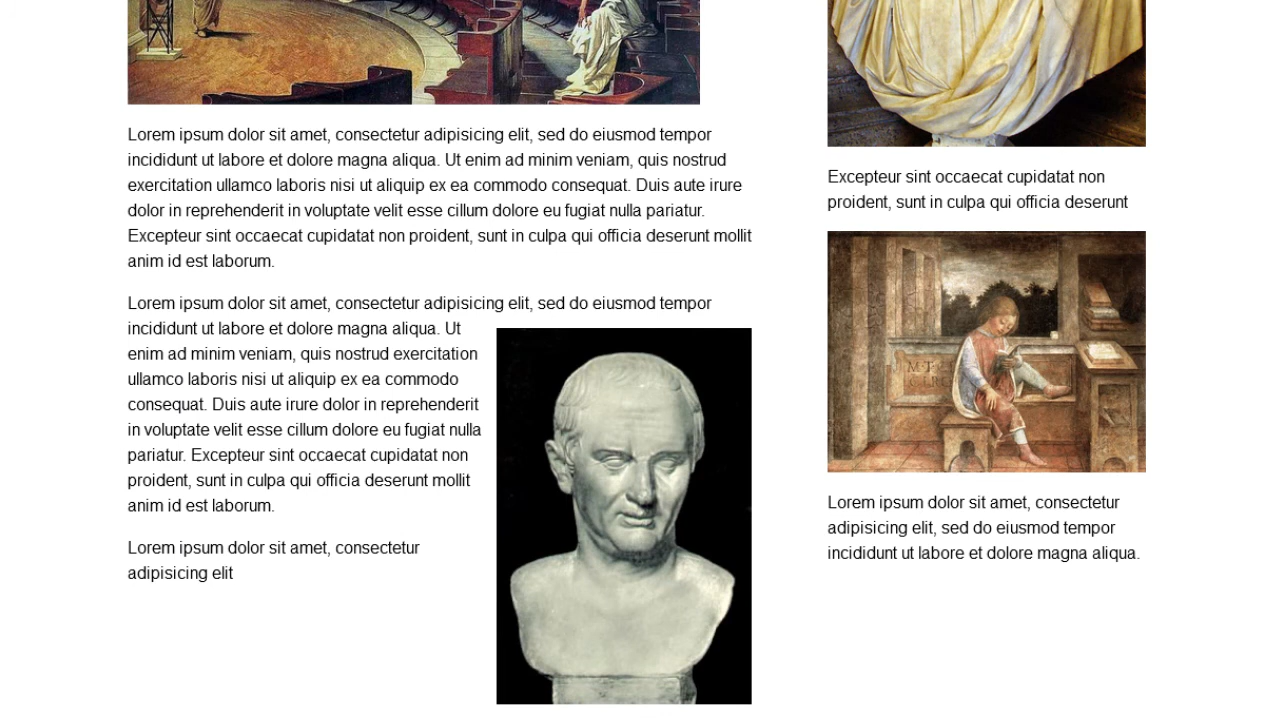 Lorem ipsum dolor sit amet, consectetur adipisicing elit, sed do eiusmod tempor
incididunt ut labore et dolore magna aliqua. Ut enim ad minim veniam, quis nostrud
exercitation ullamco laboris nisi ut aliquip ex ea commodo consequat. Duis aute irure
dolor in reprehenderit in voluptate velit esse cillum dolore eu fugiat nulla pariatur.
Excepteur sint occaecat cupidatat non proident, sunt in culpa qui officia deserunt mollit
anim id est laborum.
Lorem ipsum dolor sit amet, consectetur adipisicing elit, sed do eiusmod tempor
incididunt ut labore et dolore magna aliqua. Ut
enim ad minim veniam, quis nostrud exercitation
ullamco laboris nisi ut aliquip ex ea commodo
consequat. Duis aute irure dolor in reprehenderit
in voluptate velit esse cillum dolore eu fugiat nulla
pariatur. Excepteur sint occaecat cupidatat non
proident, sunt in culpa qui officia deserunt mollit
anim id est laborum.
Lorem ipsum dolor sit amet, consectetur
adipisicing elit
Excepteur sint occaecat cupidatat non
proident, sunt in culpa qui officia deserunt
Lorem ipsum dolor sit amet, consectetur
adipisicing elit, sed do eiusmod tempor
incididunt ut labore et dolore magna aliqua.